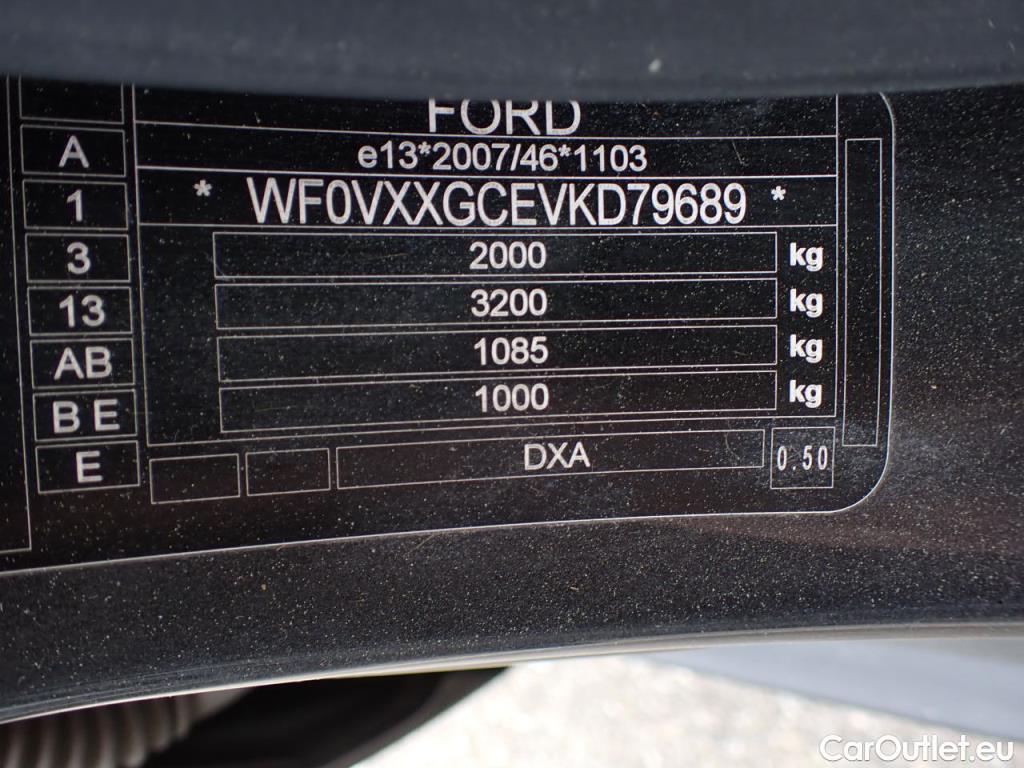 FORD
A
e13*2007/46*1103
1
* WF0VXXGCEVKD79689 *
3
2000 kg
13
3200 kg
AB
1085 kg
B E
1000 kg
E
DXA
0.50
CarOutlet.eu